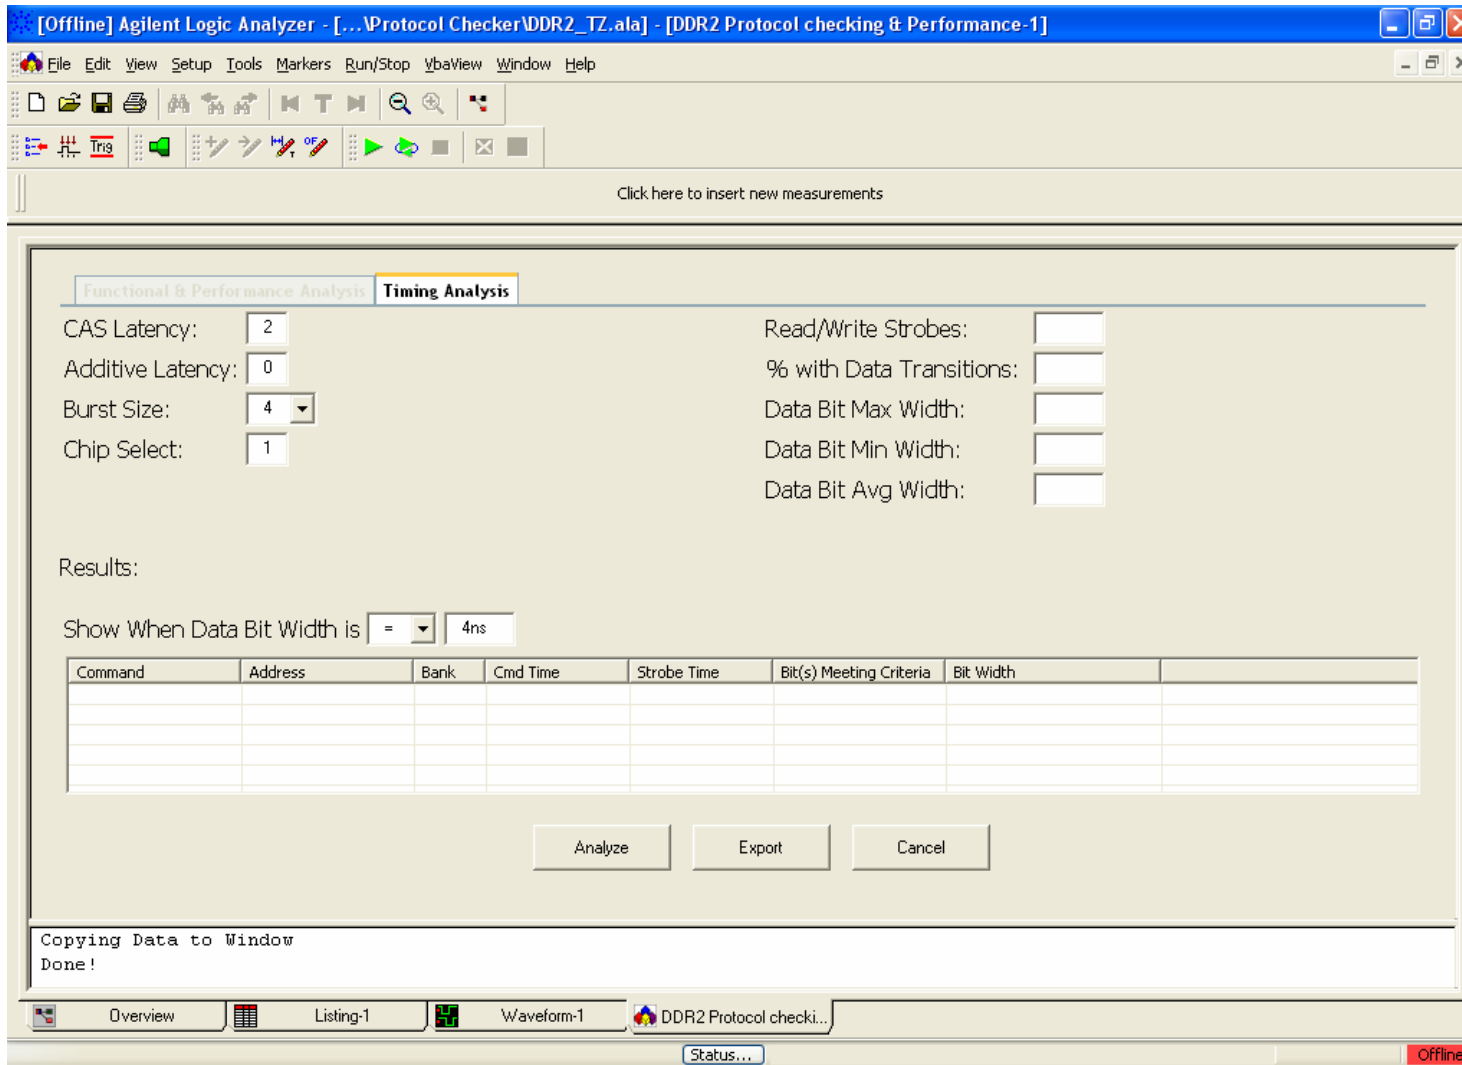 [Offline] Agilent Logic Analyzer - [...\Protocol Checker\DDR2_TZ.ala] - [DDR2 Protocol checking & Performance-1]
File Edit View Setup Tools Markers Run/Stop VbaView Window Help
T
Trig T OF
Click here to insert new measurements
Functional & Performance Analysis Timing Analysis
CAS Latency: 2 Read/Write Strobes:
Additive Latency: 0 % with Data Transitions:
Burst Size: 4 Data Bit Max Width:
Chip Select: 1 Data Bit Min Width:
Data Bit Avg Width:
Results:
Show When Data Bit Width is = 4ns
Command Address Bank Cmd Time Strobe Time Bit(s) Meeting Criteria Bit Width
Analyze Export Cancel
Copying Data to Window
Done!
Overview Listing-1 Waveform-1 DDR2 Protocol checki...
Status... Offline